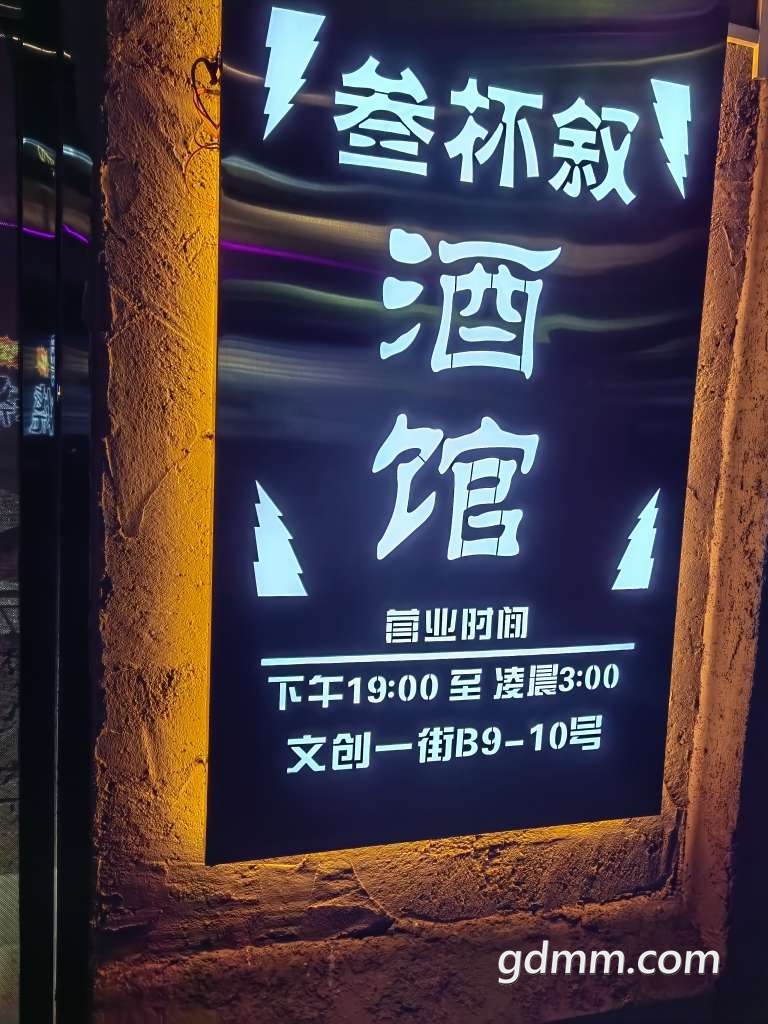 叁杯叙
酒
馆
营业时间
下午19:00 至 凌晨3:00
文创一街B9-10号
gdmm.com